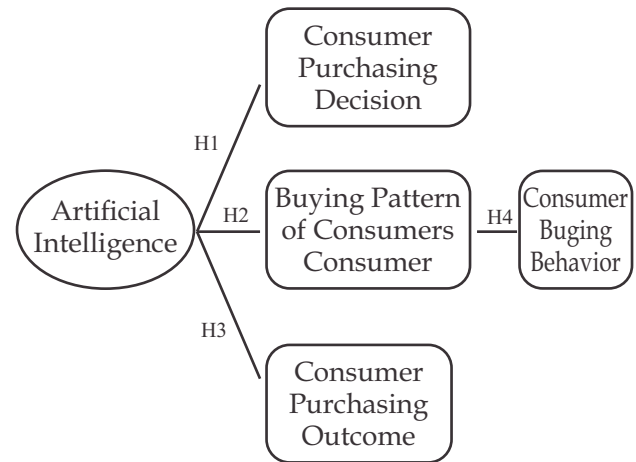 Consumer
Purchasing
Decision
H1
Artificial
Intelligence
H2
Buying Pattern
of Consumers
Consumer
H4
Consumer
Buging
Behavior
H3
Consumer
Purchasing
Outcome